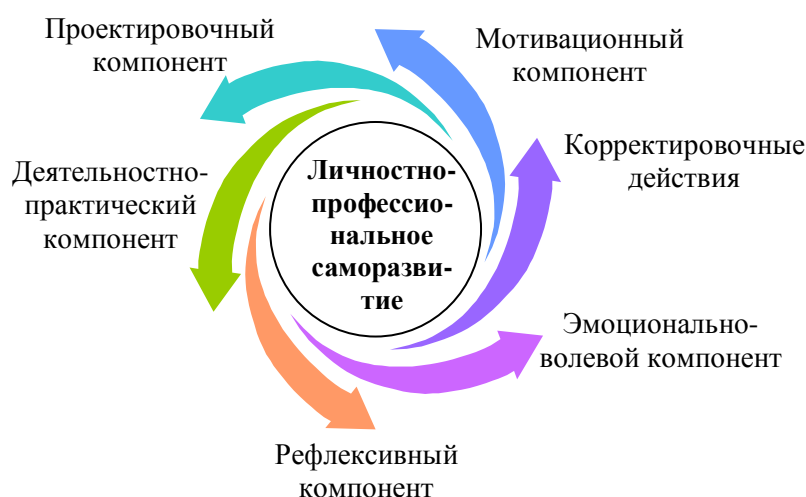 Проектировочный
компонент
Мотивационный
компонент
Корректировочные
действия
Деятельностно-
практический
компонент
Личностно-
профессио-
нальное
саморазви-
тие
Эмоционально-
волевой компонент
Рефлексивный
компонент